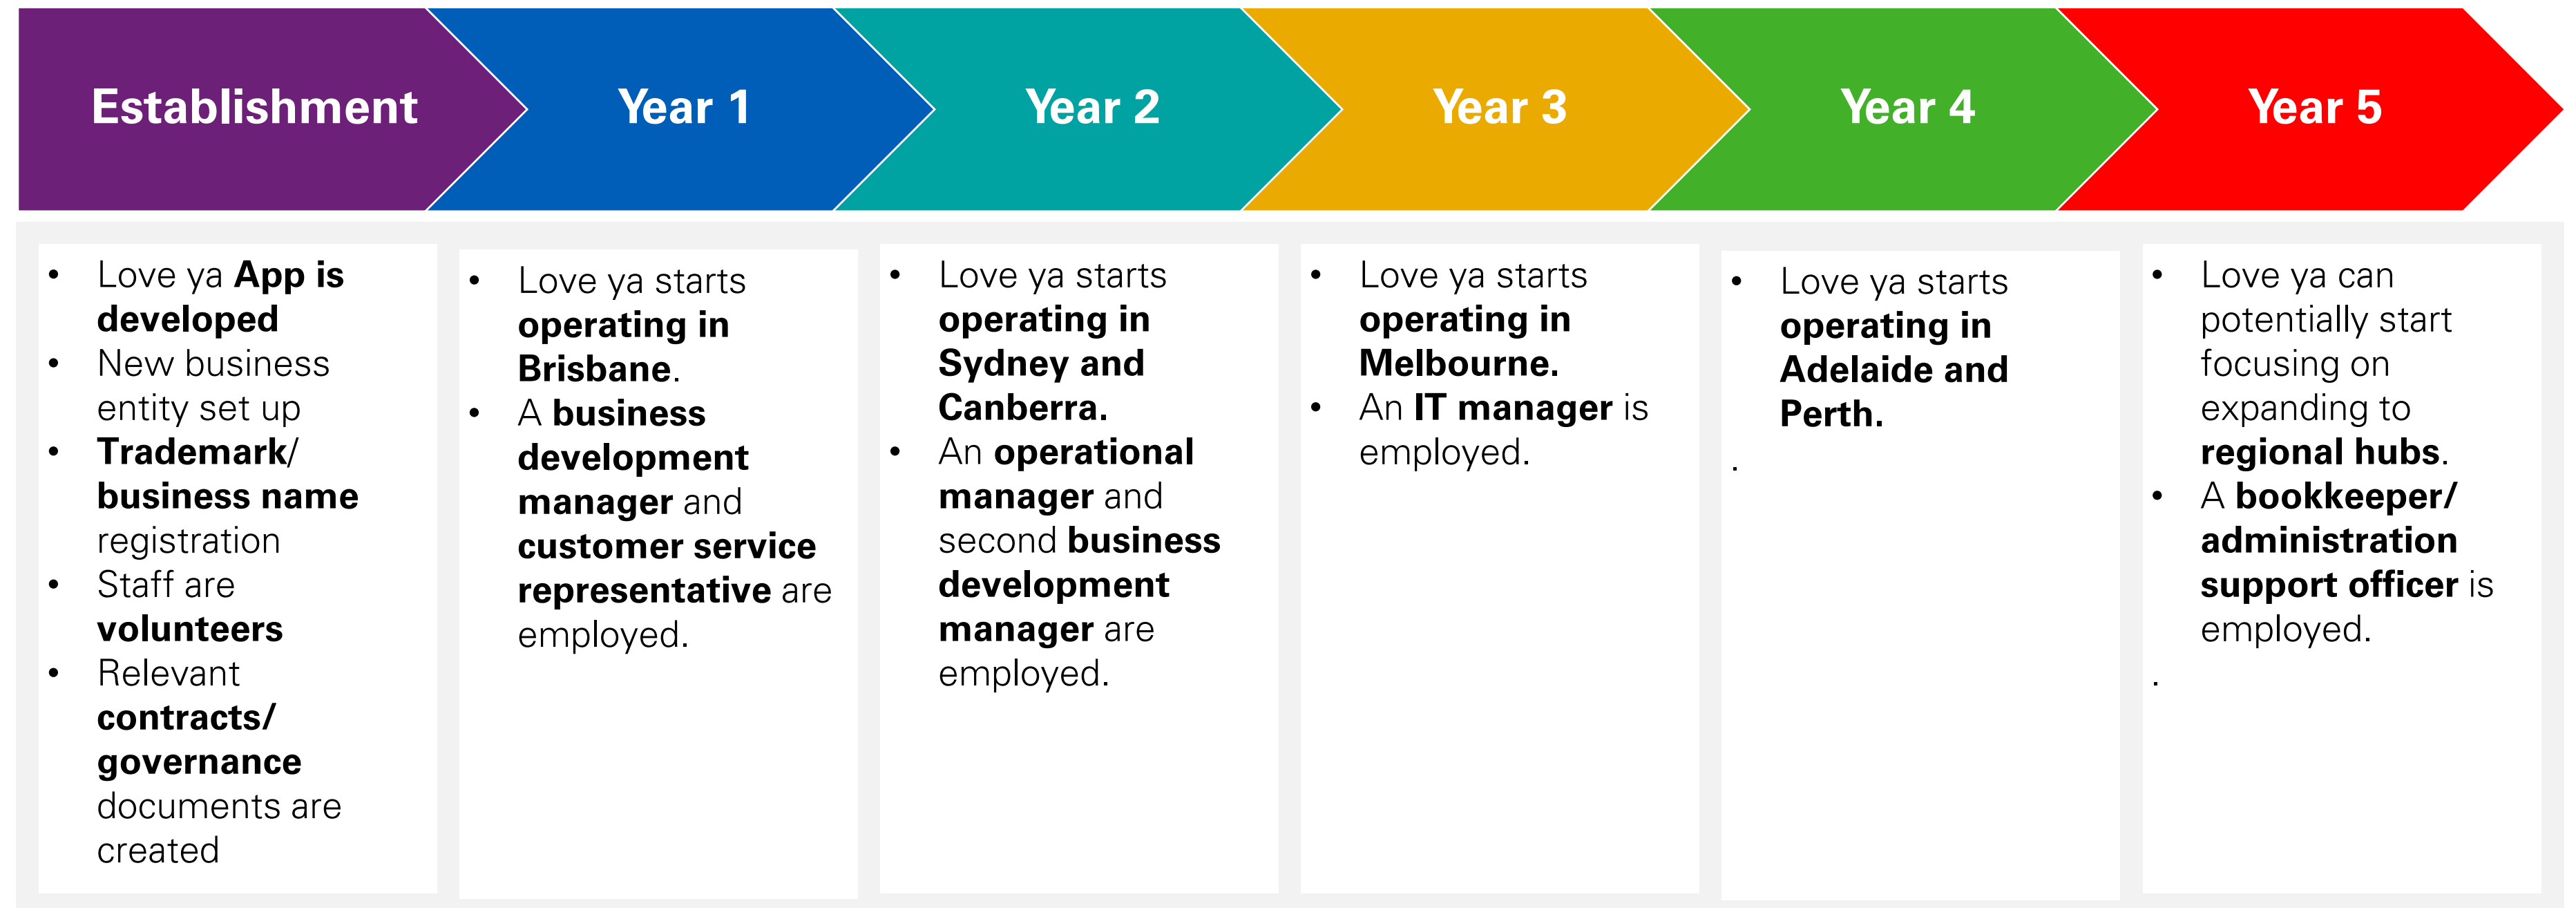 Establishment
Year 1
Year 2
Year 3
Year 4
Year 5
• Love ya App is
developed
• New business
entity set up
• Trademark/
business name
registration
• Staff are
volunteers
• Relevant
contracts/
governance
documents are
created
• Love ya starts
operating in
Brisbane.
• A business
development
manager and
customer service
representative are
employed.
• Love ya starts
operating in
Sydney and
Canberra.
• An operational
manager and
second business
development
manager are
employed.
• Love ya starts
operating in
Melbourne.
• An IT manager is
employed.
• Love ya starts
operating in
Adelaide and
Perth.
.
• Love ya can
potentially start
focusing on
expanding to
regional hubs.
• A bookkeeper/
administration
support officer is
employed.
.